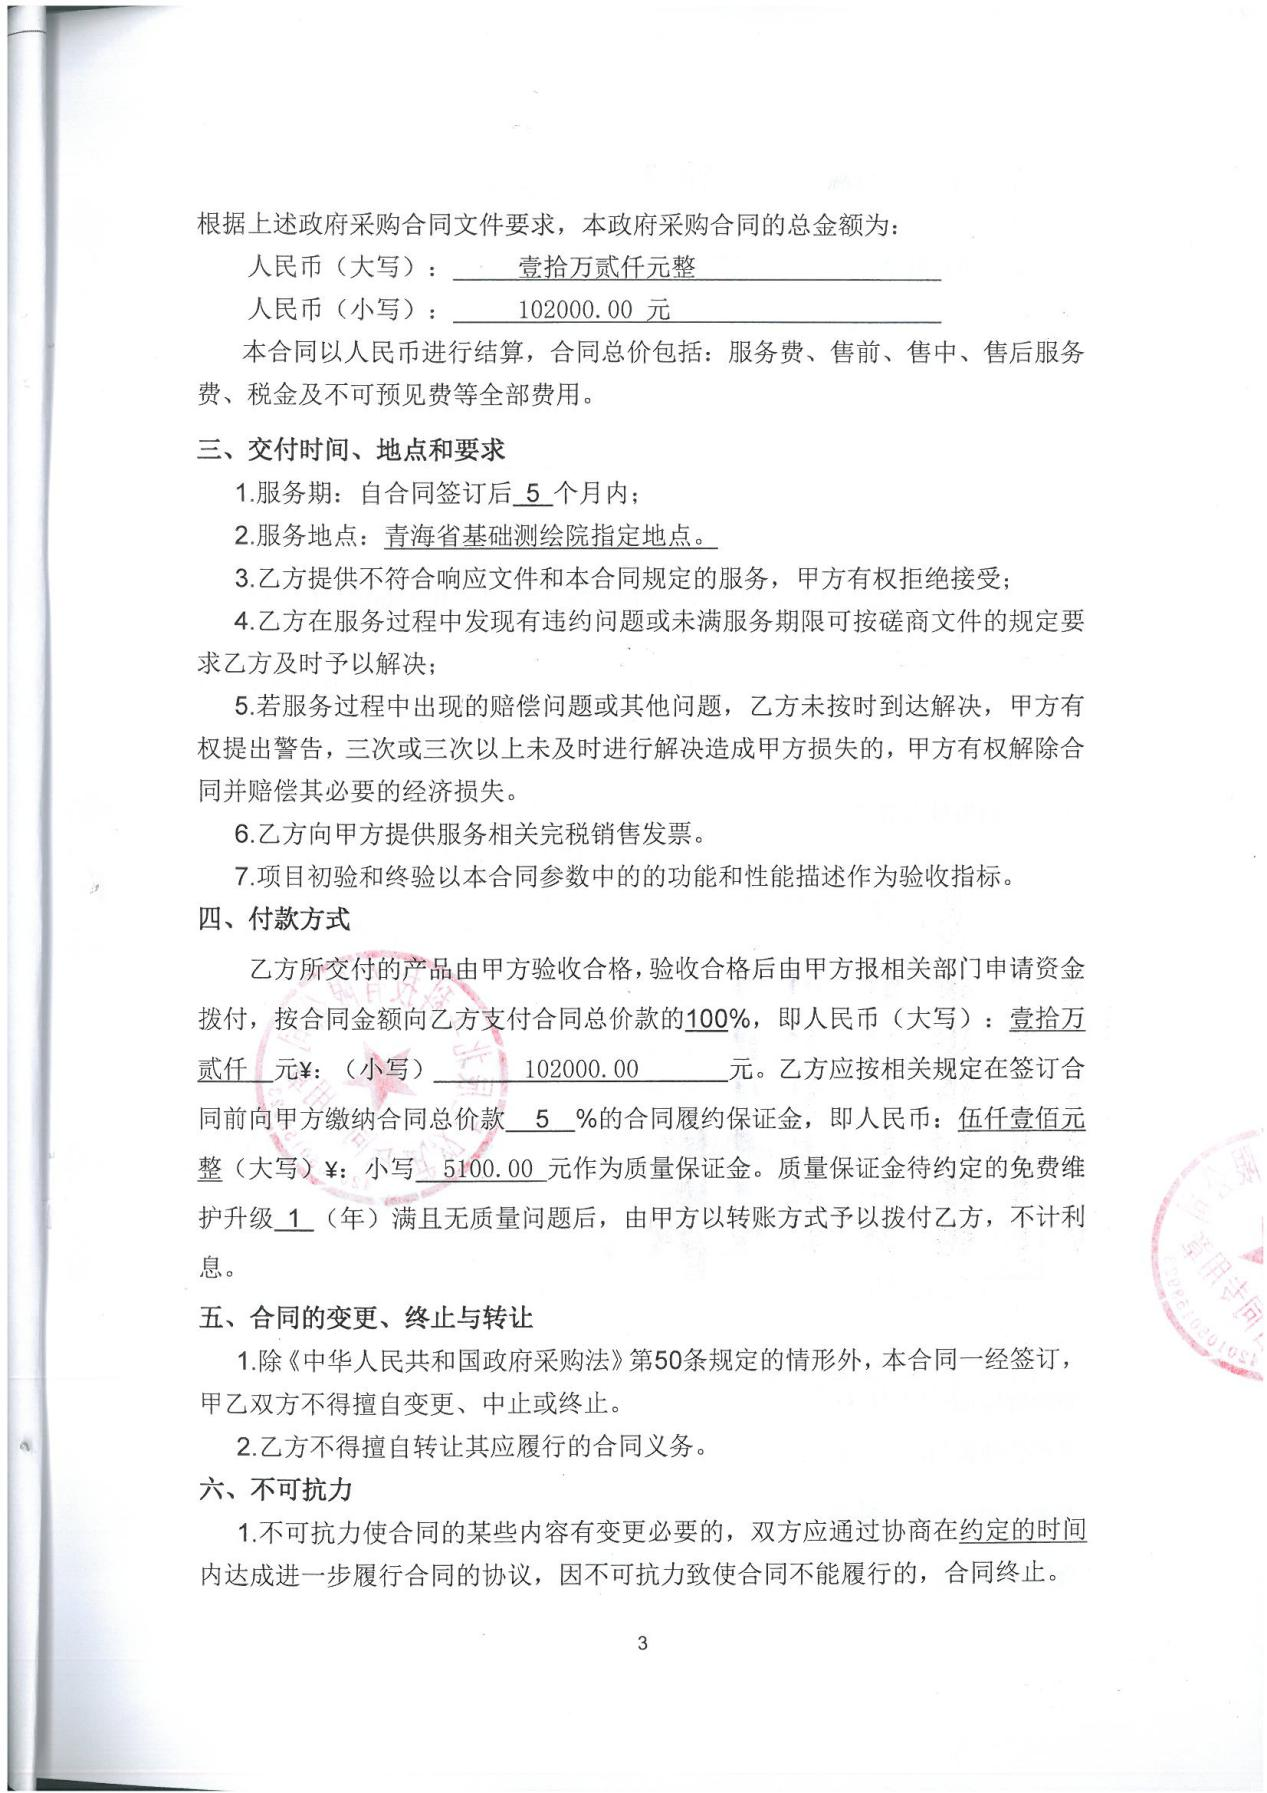 根据上述政府采购合同文件要求，本政府采购合同的总金额为：
人民币（大写）： 壹拾万贰仟元整
人民币（小写）： 102000.00 元
本合同以人民币进行结算，合同总价包括：服务费、售前、售中、售后服务
费、税金及不可预见费等全部费用。
三、交付时间、地点和要求
1.服务期：自合同签订后 5 个月内；
2.服务地点：青海省基础测绘院指定地点。
3.乙方提供不符合响应文件和本合同规定的服务，甲方有权拒绝接受；
4.乙方在服务过程中发现有违约问题或未满服务期限可按磋商文件的规定要
求乙方及时予以解决；
5.若服务过程中出现的赔偿问题或其他问题，乙方未按时到达解决，甲方有
权提出警告，三次或三次以上未及时进行解决造成甲方损失的，甲方有权解除合
同并赔偿其必要的经济损失。
6.乙方向甲方提供服务相关完税销售发票。
7.项目初验和终验以本合同参数中的的功能和性能描述作为验收指标。
四、付款方式
乙方所交付的产品由甲方验收合格，验收合格后由甲方报相关部门申请资金
拨付，按合同金额向乙方支付合同总价款的100%，即人民币（大写）：壹拾万
贰仟 元¥：（小写） 102000.00 元。乙方应按相关规定在签订合
同前向甲方缴纳合同总价款 5 %的合同履约保证金，即人民币：伍仟壹佰元
整（大写）¥：小写 5100.00 元作为质量保证金。质量保证金待约定的免费维
护升级 1 （年）满且无质量问题后，由甲方以转账方式予以拨付乙方，不计利
息。
五、合同的变更、终止与转让
1.除《中华人民共和国政府采购法》第50条规定的情形外，本合同一经签订，
甲乙双方不得擅自变更、中止或终止。
2.乙方不得擅自转让其应履行的合同义务。
六、不可抗力
1.不可抗力使合同的某些内容有变更必要的，双方应通过协商在约定的时间
内达成进一步履行合同的协议，因不可抗力致使合同不能履行的，合同终止。
3